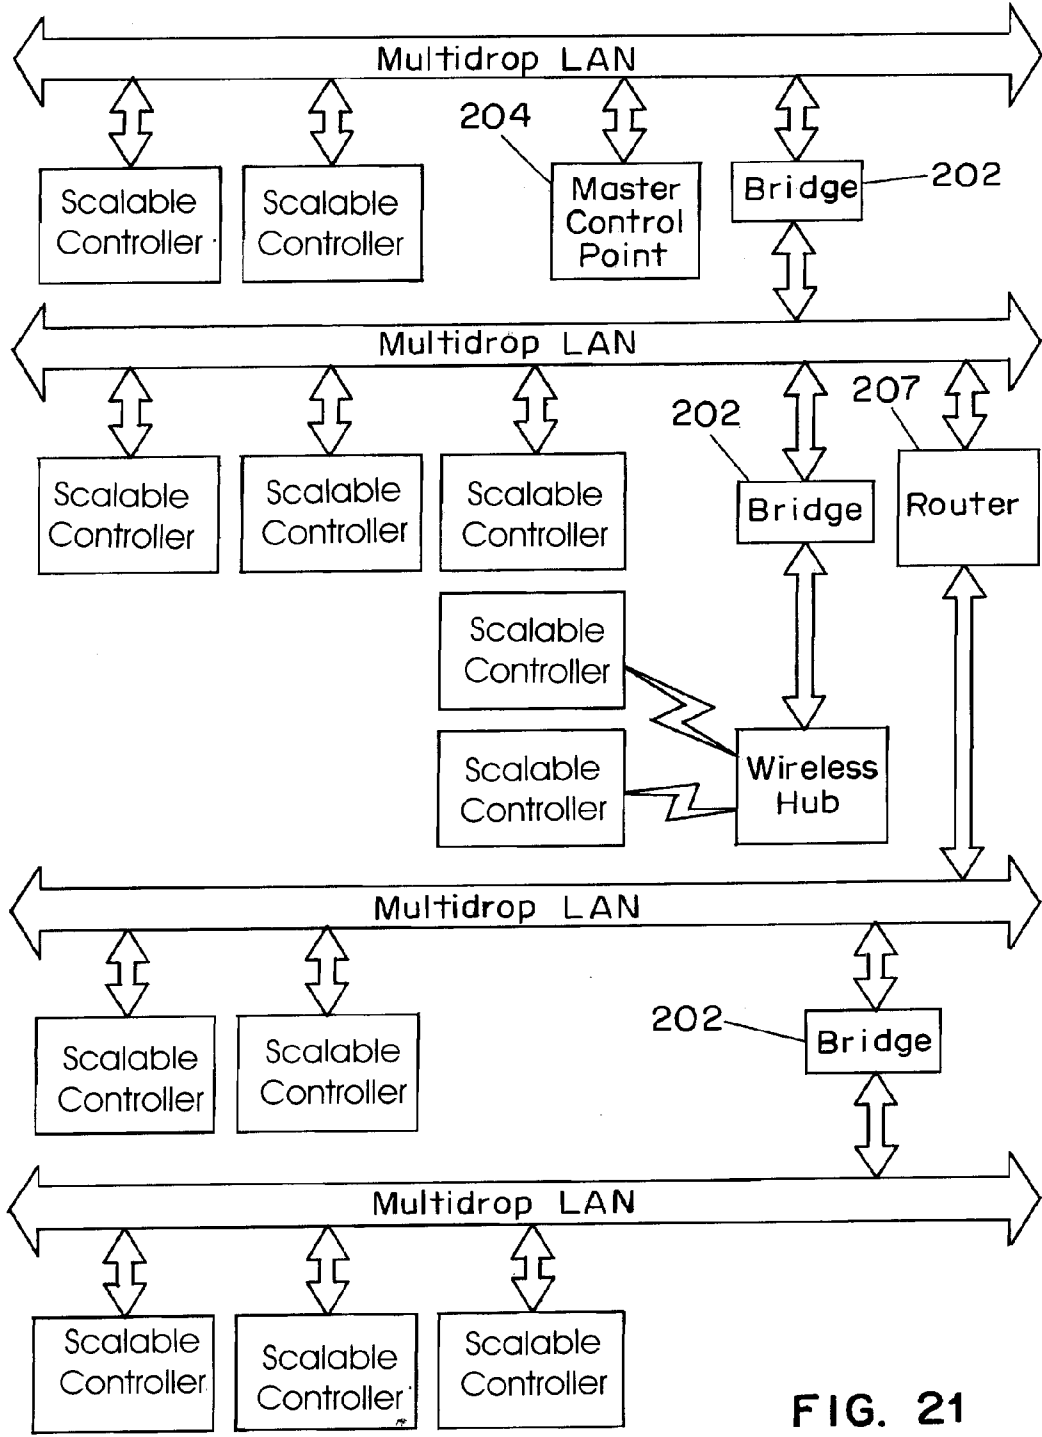 Multidrop LAN
204
Scalable
Controller
Scalable
Controller
Master
Control
Point
Bridge
202
Multidrop LAN
202
207
Scalable
Controller
Scalable
Controller
Scalable
Controller
Bridge
Router
Scalable
Controller
Scalable
Controller
Wireless
Hub
Multidrop LAN
202
Scalable
Controller
Scalable
Controller
Bridge
Multidrop LAN
Scalable
Controller
Scalable
Controller
Scalable
Controller
FIG. 21